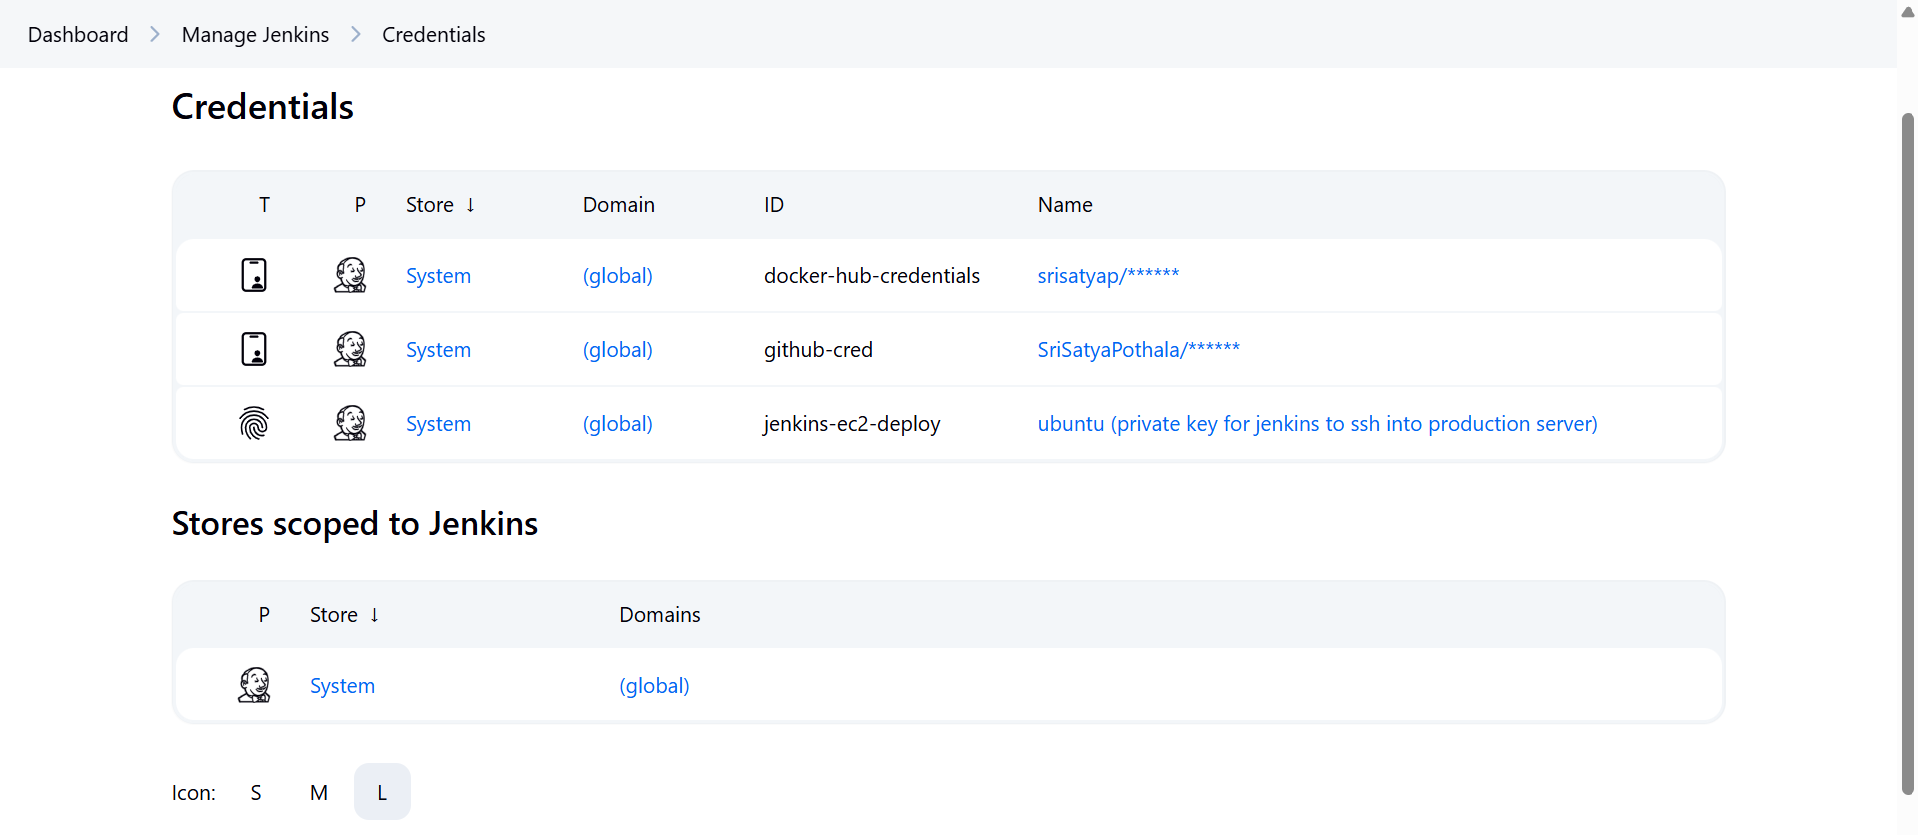 Dashboard > Manage Jenkins > Credentials
Credentials
T P Store ↓ Domain ID Name
System (global) docker-hub-credentials srisatyap/******
System (global) github-cred SriSatyaPothala/******
System (global) jenkins-ec2-deploy ubuntu (private key for jenkins to ssh into production server)
Stores scoped to Jenkins
P Store ↓ Domains
System (global)
Icon: S M L